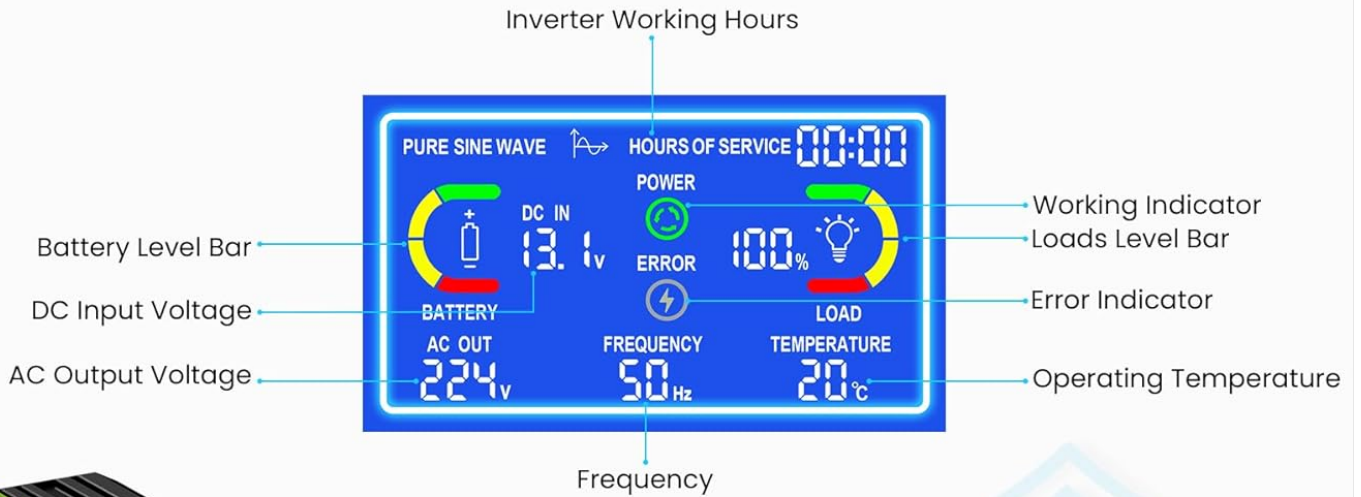 Inverter Working Hours
PURE SINE WAVE HOURS OF SERVICE 00:00
POWER
Working Indicator
DC IN
Battery Level Bar
+
-
13.1V
ERROR
100%
Loads Level Bar
DC Input Voltage
BATTERY
LOAD
Error Indicator
AC OUT
FREQUENCY
TEMPERATURE
AC Output Voltage
224V
50Hz
20°C
Operating Temperature
Frequency